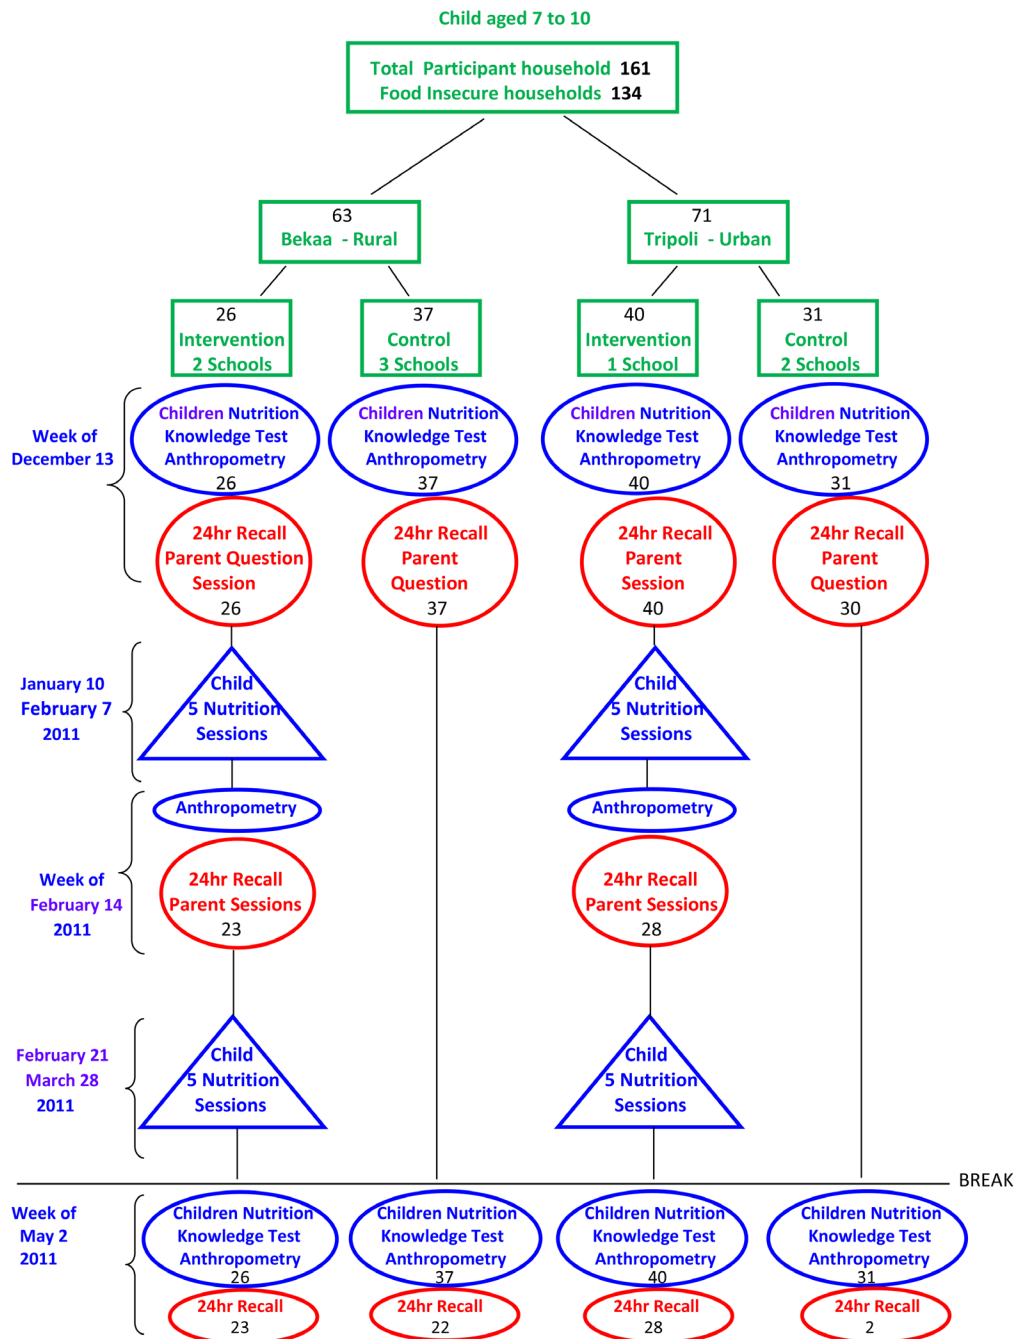 Child aged 7 to 10
Total Participant household 161
Food Insecure households 134
63
Bekaa - Rural
71
Tripoli - Urban
26
Intervention
2 Schools
37
Control
3 Schools
40
Intervention
1 School
31
Control
2 Schools
Week of
December 13
Children Nutrition
Knowledge Test
Anthropometry
26
Children Nutrition
Knowledge Test
Anthropometry
37
Children Nutrition
Knowledge Test
Anthropometry
40
Children Nutrition
Knowledge Test
Anthropometry
31
24hr Recall
Parent Question
Session
26
24hr Recall
Parent
Question
37
24hr Recall
Parent
Session
40
24hr Recall
Parent
Question
30
January 10
February 7
2011
Child
5 Nutrition
Sessions
Child
5 Nutrition
Sessions
Week of
February 14
2011
Anthropometry
Anthropometry
24hr Recall
Parent Sessions
23
24hr Recall
Parent Sessions
28
February 21
March 28
2011
Child
5 Nutrition
Sessions
Child
5 Nutrition
Sessions
BREAK
Week of
May 2
2011
Children Nutrition
Knowledge Test
Anthropometry
26
Children Nutrition
Knowledge Test
Anthropometry
37
Children Nutrition
Knowledge Test
Anthropometry
40
Children Nutrition
Knowledge Test
Anthropometry
31
24hr Recall
23
24hr Recall
22
24hr Recall
28
24hr Recall
2